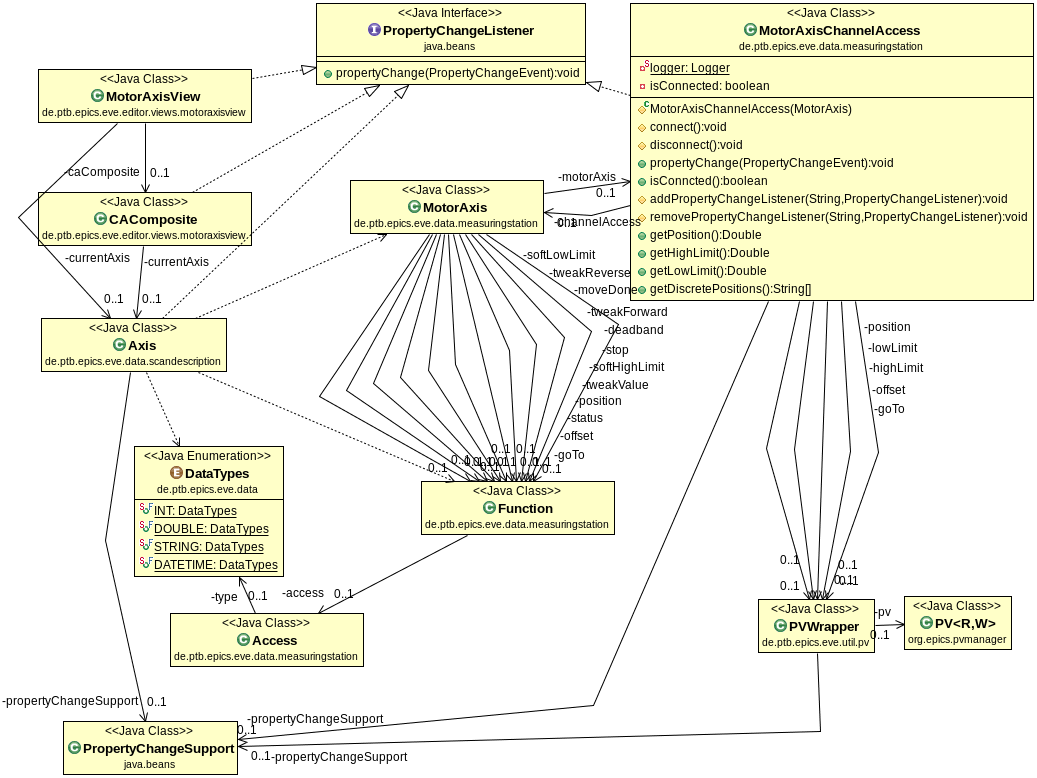 <<Java Interface>>
PropertyChangeListener
java.beans
propertyChange(PropertyChangeEvent):void
<<Java Class>>
MotorAxisChannelAccess
de.ptb.epics.eve.data.measuringstation
logger: Logger
isConnected: boolean
MotorAxisChannelAccess(MotorAxis)
connect():void
disconnect():void
propertyChange(PropertyChangeEvent):void
isConncted():boolean
addPropertyChangeListener(String,PropertyChangeListener):void
removePropertyChangeListener(String,PropertyChangeListener):void
getPosition():Double
getHighLimit():Double
getLowLimit():Double
getDiscretePositions():String[]
<<Java Class>>
MotorAxisView
de.ptb.epics.eve.editor.views.motoraxisview
-caComposite
0..1
<<Java Class>>
CAComposite
de.ptb.epics.eve.editor.views.motoraxisview
-currentAxis
0..1
-currentAxis
0..1
<<Java Class>>
MotorAxis
de.ptb.epics.eve.data.measuringstation
-motorAxis
0..1
-channelAccess
0..1
<<Java Class>>
Axis
de.ptb.epics.eve.data.scandescription
-softLowLimit
-tweakReverse
-moveDone
-tweakForward
-deadband
-stop
-softHighLimit
-tweakValue
-position
-status
-offset
-goTo
0..1
0..1
0..1
0..1
0..1
-position
-lowLimit
-highLimit
-offset
-goTo
0..1
0..1
0..1
0..1
0..1
<<Java Enumeration>>
DataTypes
de.ptb.epics.eve.data
INT: DataTypes
DOUBLE: DataTypes
STRING: DataTypes
DATETIME: DataTypes
<<Java Class>>
Function
de.ptb.epics.eve.data.measuringstation
-type
0..1
-access
0..1
<<Java Class>>
Access
de.ptb.epics.eve.data.measuringstation
<<Java Class>>
PVWrapper
de.ptb.epics.eve.util.pv
-pv
0..1
<<Java Class>>
PV<R,W>
org.epics.pvmanager
-propertyChangeSupport
0..1
-propertyChangeSupport
0..1
0..1
-propertyChangeSupport
<<Java Class>>
PropertyChangeSupport
java.beans